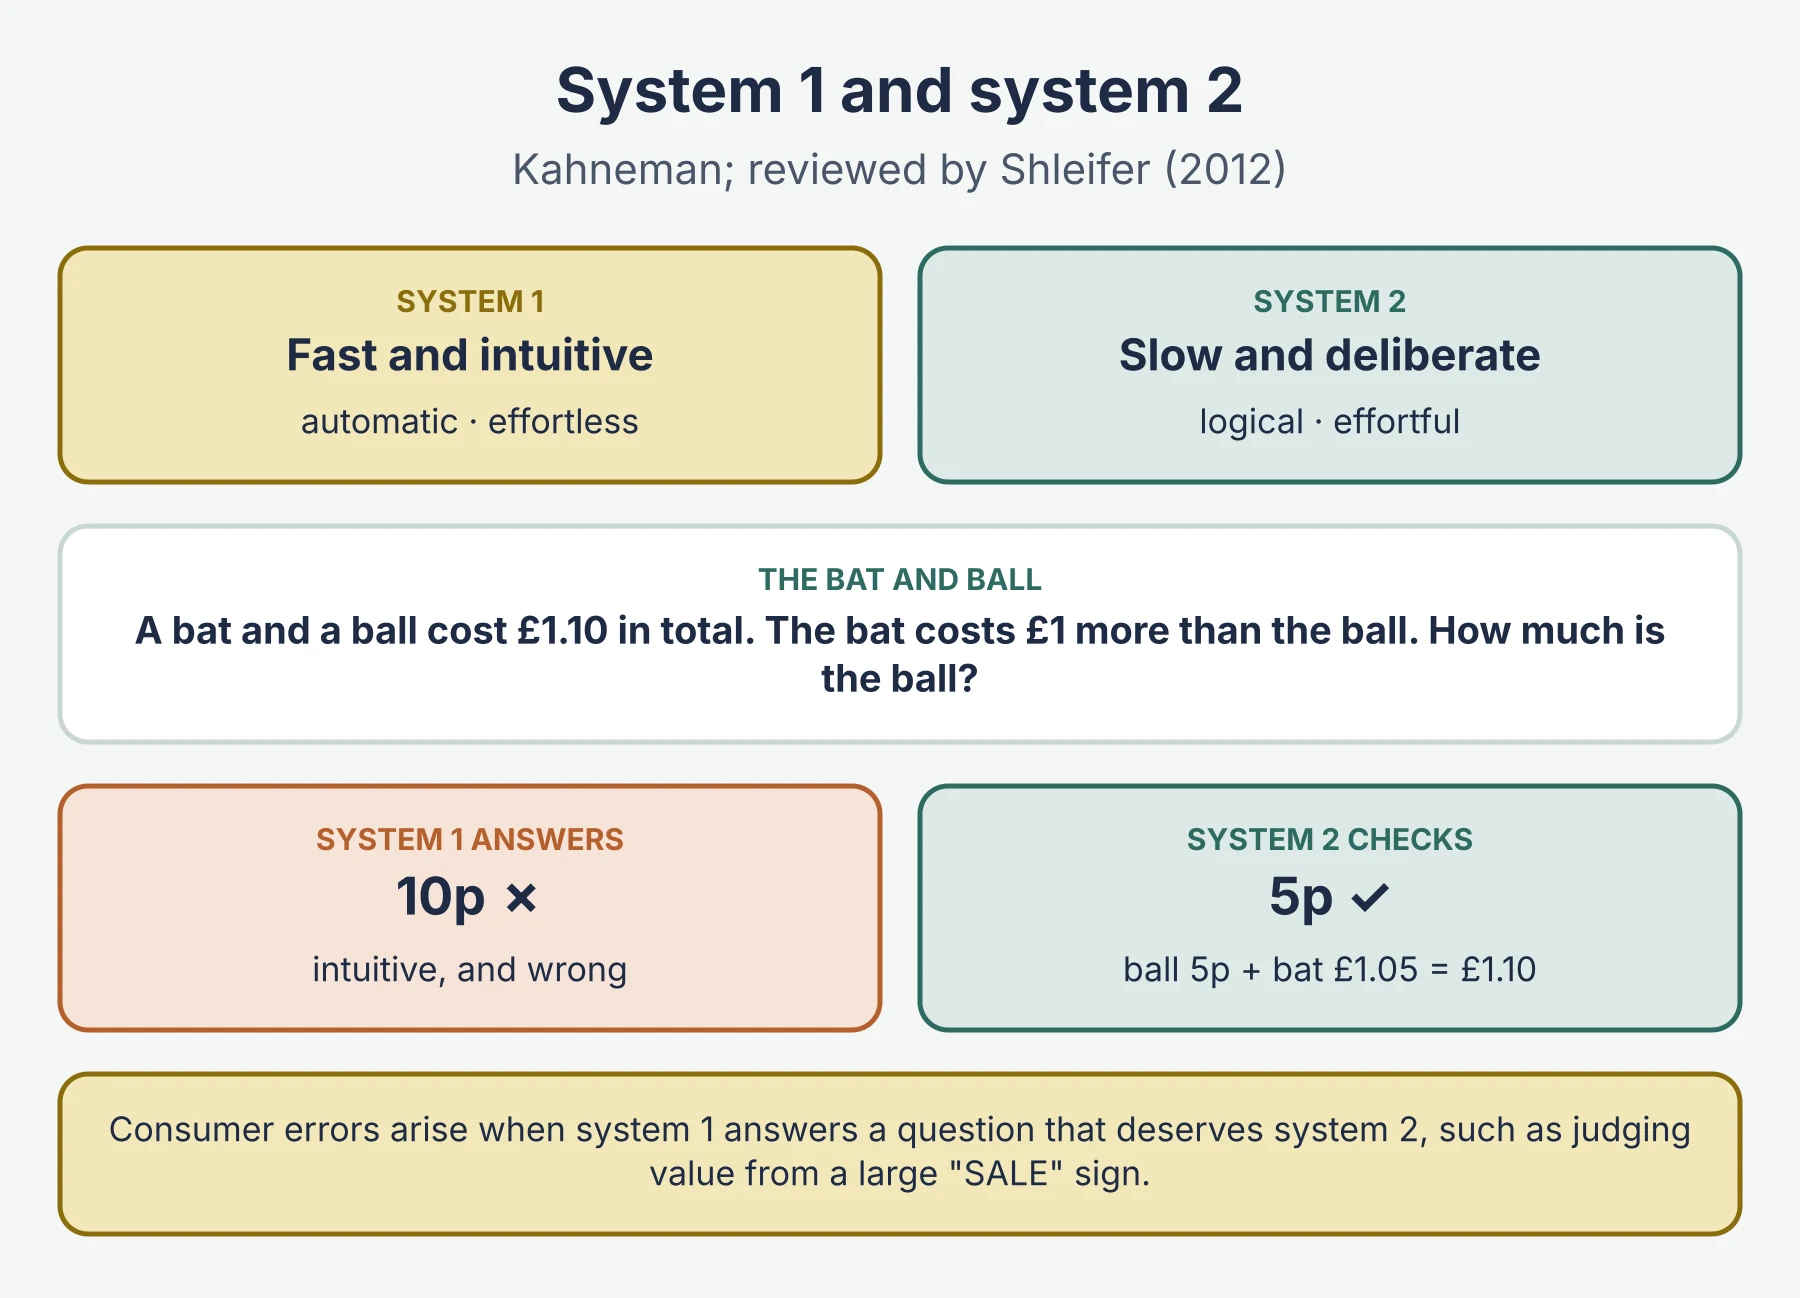 System 1 and system 2
Kahneman; reviewed by Shleifer (2012)
SYSTEM 1
Fast and intuitive
automatic · effortless
SYSTEM 2
Slow and deliberate
logical · effortful
THE BAT AND BALL
A bat and a ball cost £1.10 in total. The bat costs £1 more than the ball. How much is
the ball?
SYSTEM 1 ANSWERS
10p ✕
intuitive, and wrong
SYSTEM 2 CHECKS
5p ✓
ball 5p + bat £1.05 = £1.10
Consumer errors arise when system 1 answers a question that deserves system 2, such as judging
value from a large "SALE" sign.